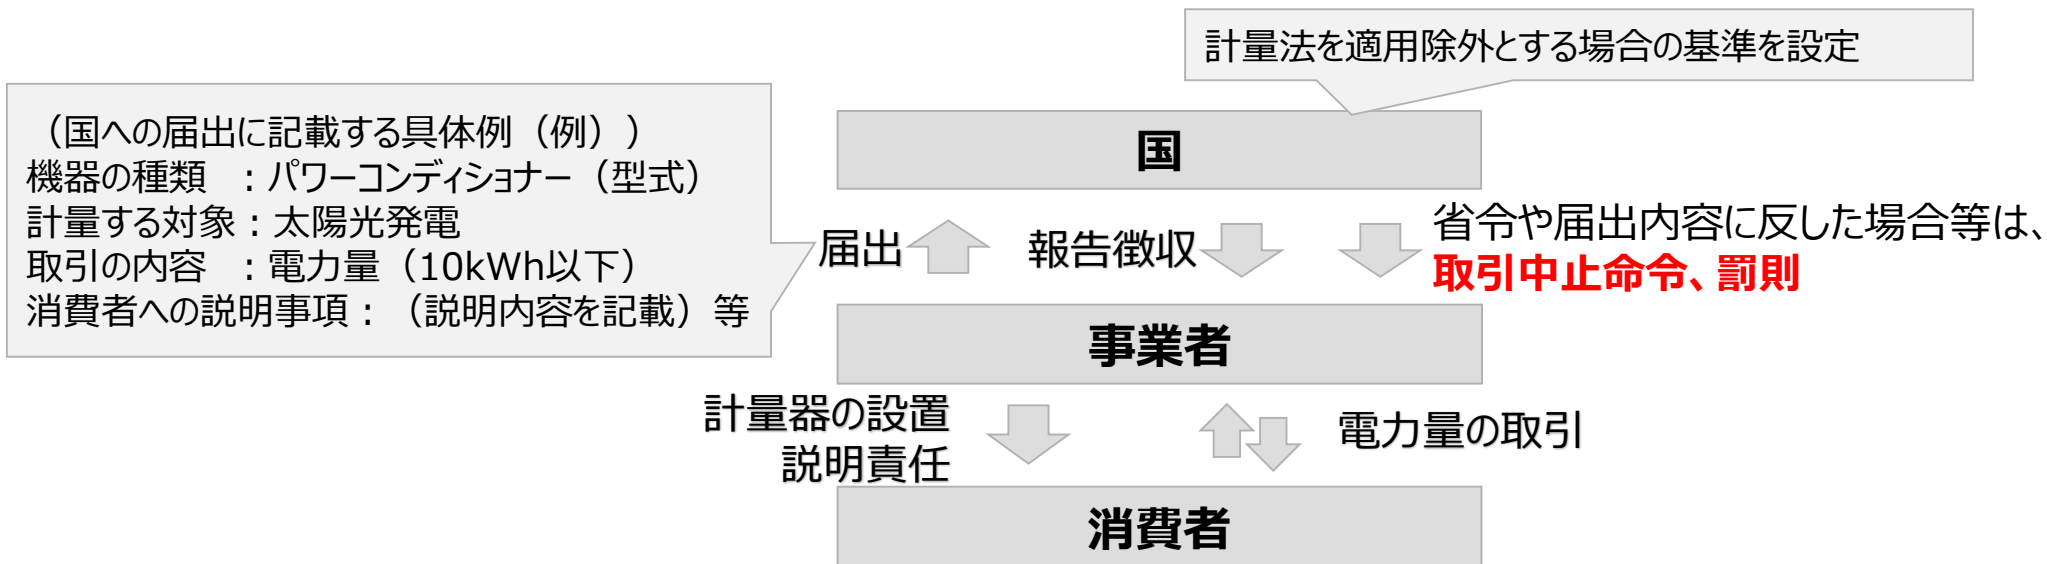 計量法を適用除外とする場合の基準を設定
（国への届出に記載する具体例（例））
機器の種類　：パワーコンディショナー（型式）
計量する対象：太陽光発電
取引の内容　：電力量（10kWh以下）
消費者への説明事項：（説明内容を記載）等
国
届出
報告徴収
省令や届出内容に反した場合等は、
取引中止命令、罰則
事業者
計量器の設置
説明責任
電力量の取引
消費者